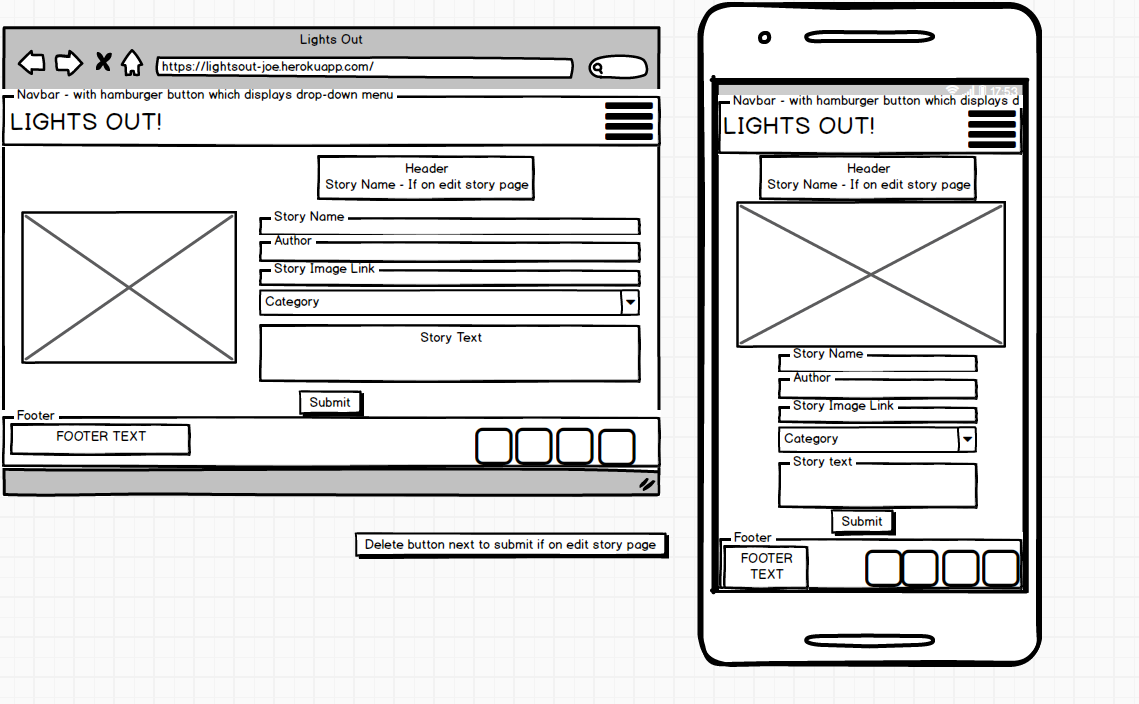 Lights Out
https://lightsout-joe.herokuapp.com/
Navbar - with hamburger button which displays drop-down menu
LIGHTS OUT!
Header
Story Name - If on edit story page
Story Name
Author
Story Image Link
Category
Story Text
Submit
Footer
FOOTER TEXT
Delete button next to submit if on edit story page
17:53
Navbar - with hamburger button which displays d
LIGHTS OUT!
Header
Story Name - If on edit story page
Story Name
Author
Story Image Link
Category
Story text
Submit
Footer
FOOTER
TEXT